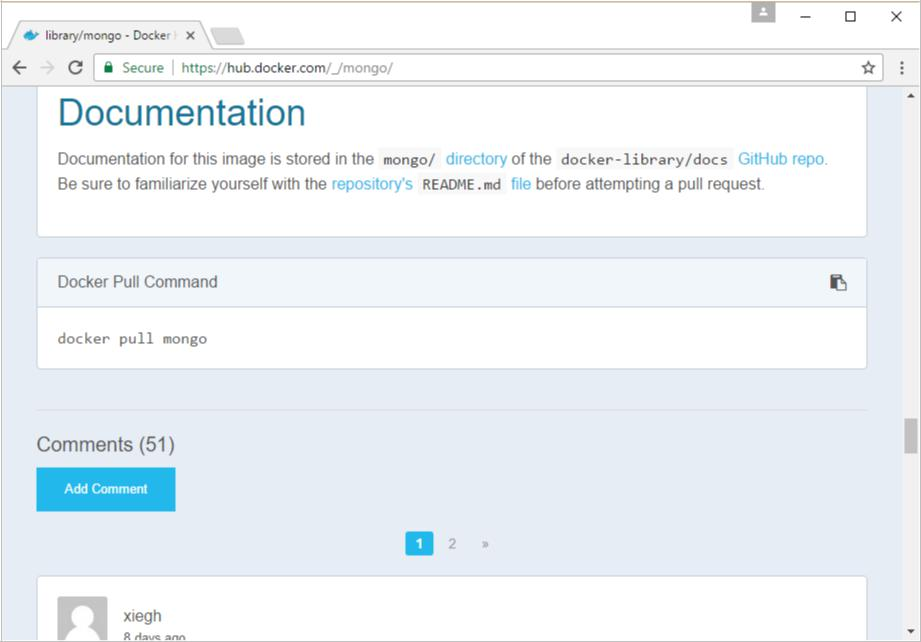 library/mongo - Docker H
Secure | https://hub.docker.com/_/mongo/
Documentation
Documentation for this image is stored in the mongo/ directory of the docker-library/docs GitHub repo.
Be sure to familiarize yourself with the repository's README.md file before attempting a pull request.
Docker Pull Command
docker pull mongo
Comments (51)
Add Comment
1 2 »
xiegh
8 days ago